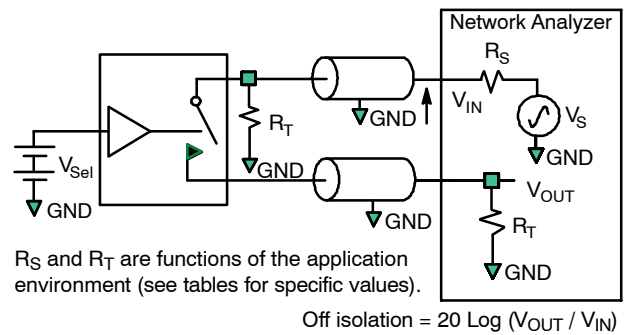 Network Analyzer
R_S
V_IN
V_S
GND
GND
R_T
GND
V_Sel
GND
GND
V_OUT
R_T
GND
R_S and R_T are functions of the application
environment (see tables for specific values).
Off isolation = 20 Log (V_OUT / V_IN)